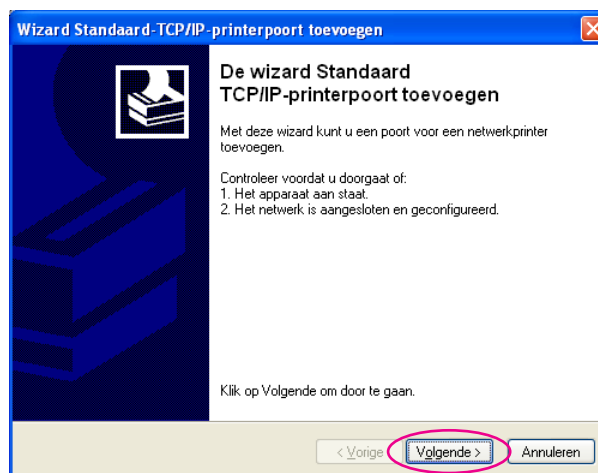 Wizard Standaard-TCP/IP-printerpoort toevoegen
De wizard Standaard
TCP/IP-printerpoort toevoegen
Met deze wizard kunt u een poort voor een netwerkprinter
toevoegen.
Controleer voordat u doorgaat of:
1. Het apparaat aan staat.
2. Het netwerk is aangesloten en geconfigureerd.
Klik op Volgende om door te gaan.
< Vorige
Volgende >
Annuleren